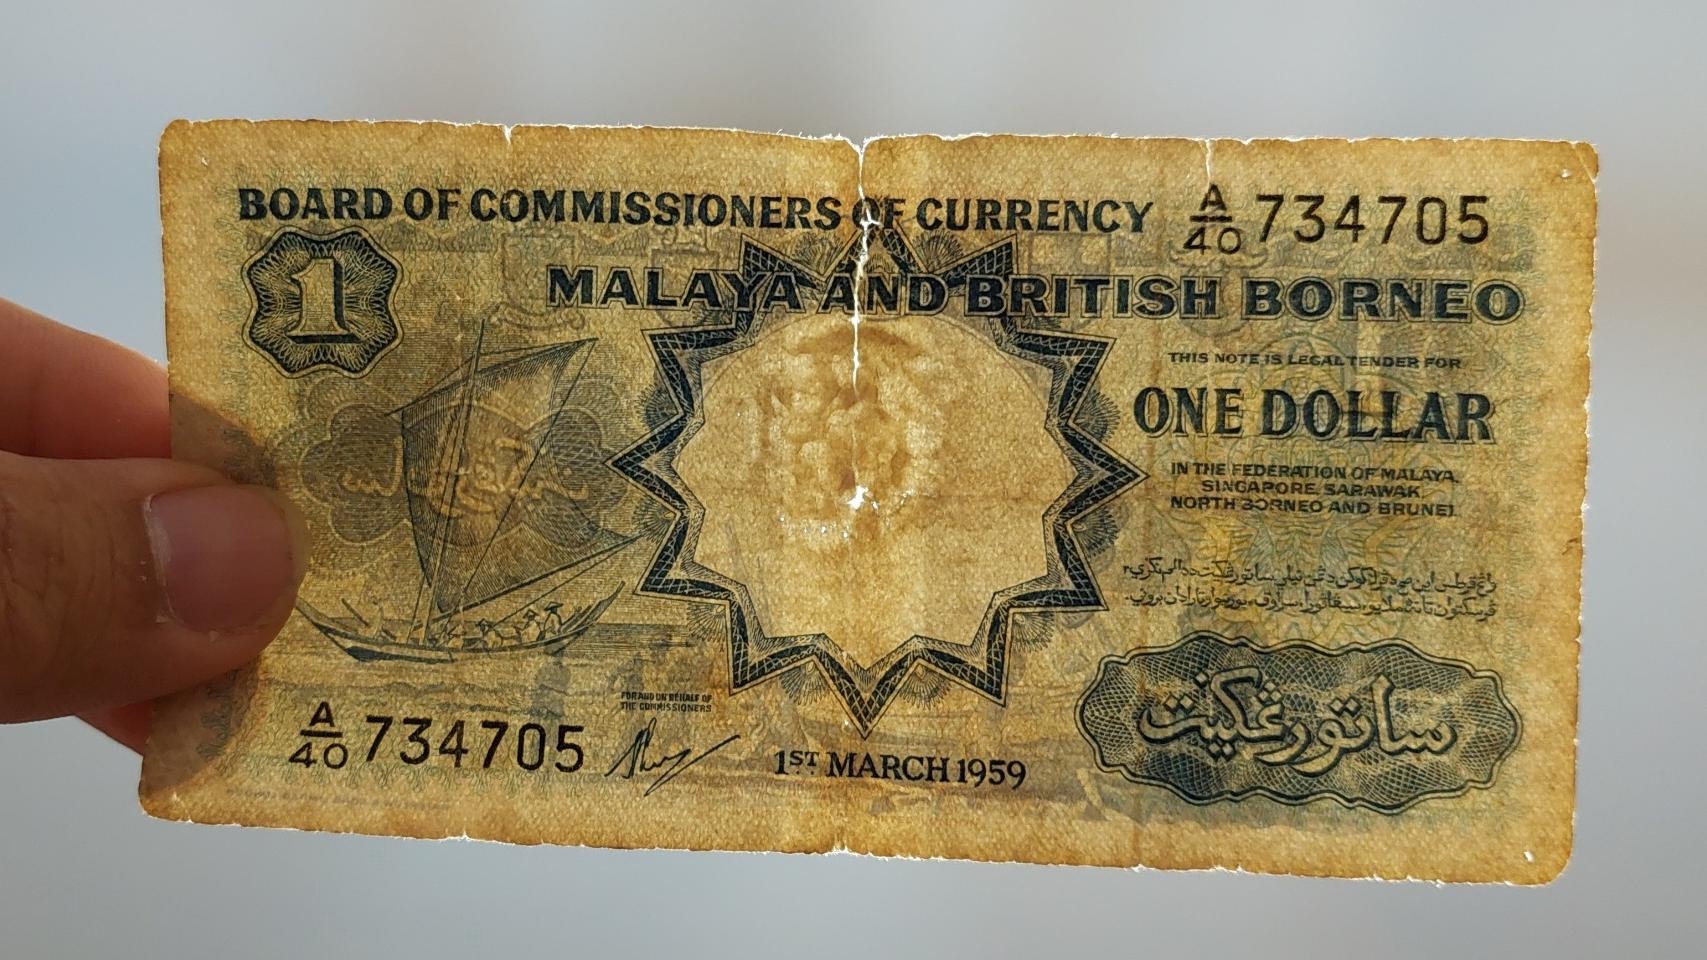 BOARD OF COMMISSIONERS OF CURRENCY
A/40 734705
MALAYA AND BRITISH BORNEO
1
THIS NOTE IS LEGAL TENDER FOR
ONE DOLLAR
IN THE FEDERATION OF MALAYA,
SINGAPORE, SARAWAK,
NORTH BORNEO AND BRUNEI.
ساتو رڠݢيت
FOR AND ON BEHALF OF
THE COMMISSIONERS
A/40 734705
1ST MARCH 1959